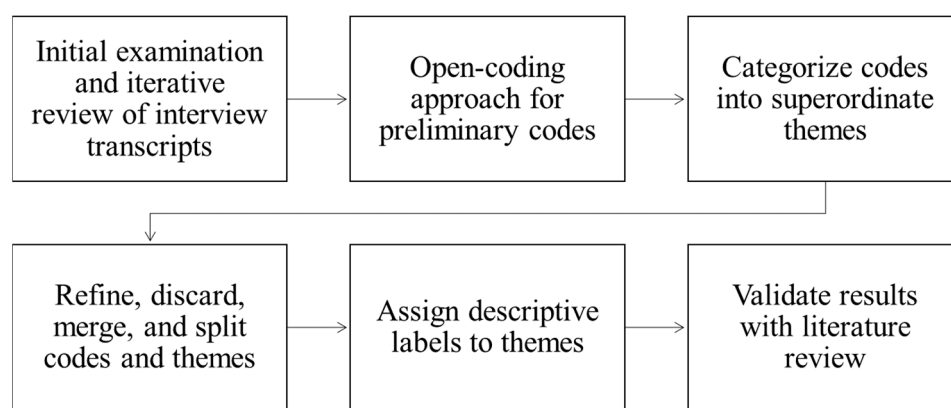 Initial examination
and iterative
review of interview
transcripts
Open-coding
approach for
preliminary codes
Categorize codes
into superordinate
themes
Refine, discard,
merge, and split
codes and themes
Assign descriptive
labels to themes
Validate results
with literature
review